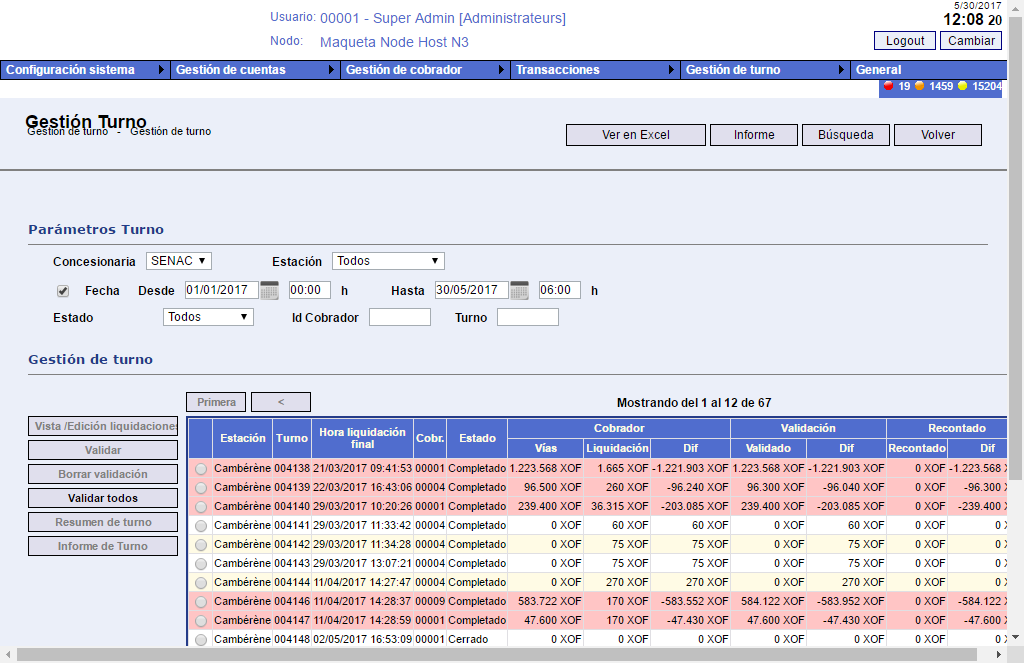 5/30/2017
Usuario: 00001 - Super Admin [Administrateurs]
12:08 20
Nodo: Maqueta Node Host N3
Logout Cambiar
Configuración sistema Gestión de cuentas Gestión de cobrador Transacciones Gestión de turno General
19 1459 15204
Gestión Turno
Gestión de turno - Gestión de turno
Ver en Excel Informe Búsqueda Volver
Parámetros Turno
Concesionaria SENAC Estación Todos
Fecha Desde 01/01/2017 00:00 h Hasta 30/05/2017 06:00 h
Estado Todos Id Cobrador Turno
Gestión de turno
Primera < Mostrando del 1 al 12 de 67
Vista /Edición liquidaciones
Validar
Borrar validación
Validar todos
Resumen de turno
Informe de Turno
Estación Turno Hora liquidación final Cobr. Estado Cobrador Validación Recontado
Vías Liquidación Dif Validado Dif Recontado Dif
Cambérène 004138 21/03/2017 09:41:53 00001 Completado 1.223.568 XOF 1.665 XOF -1.221.903 XOF 1.223.568 XOF -1.221.903 XOF 0 XOF -1.223.568
Cambérène 004139 22/03/2017 16:43:06 00004 Completado 96.500 XOF 260 XOF -96.240 XOF 96.300 XOF -96.040 XOF 0 XOF -96.300
Cambérène 004140 29/03/2017 10:20:26 00001 Completado 239.400 XOF 36.315 XOF -203.085 XOF 239.400 XOF -203.085 XOF 0 XOF -239.400
Cambérène 004141 29/03/2017 11:33:42 00004 Completado 0 XOF 60 XOF 60 XOF 0 XOF 60 XOF 0 XOF 0
Cambérène 004142 29/03/2017 11:34:28 00004 Completado 0 XOF 75 XOF 75 XOF 0 XOF 75 XOF 0 XOF 0
Cambérène 004143 29/03/2017 13:07:21 00004 Completado 0 XOF 75 XOF 75 XOF 0 XOF 75 XOF 0 XOF 0
Cambérène 004144 11/04/2017 14:27:47 00004 Completado 0 XOF 270 XOF 270 XOF 0 XOF 270 XOF 0 XOF 0
Cambérène 004146 11/04/2017 14:28:37 00009 Completado 583.722 XOF 170 XOF -583.552 XOF 584.122 XOF -583.952 XOF 0 XOF -584.122
Cambérène 004147 11/04/2017 14:28:59 00001 Completado 47.600 XOF 170 XOF -47.430 XOF 47.600 XOF -47.430 XOF 0 XOF -47.600
Cambérène 004148 02/05/2017 16:53:09 00001 Cerrado 0 XOF 0 XOF 0 XOF 0 XOF 0 XOF 0 XOF 0